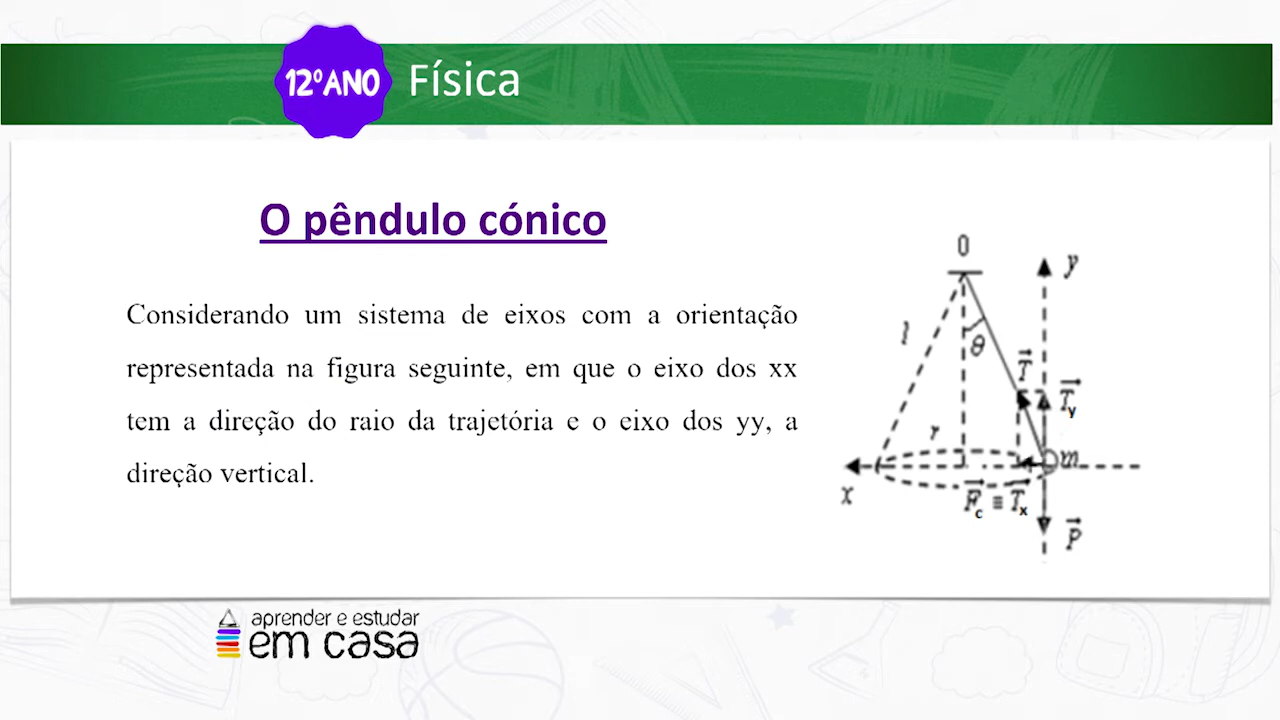 12ºANO Física
O pêndulo cónico
Considerando um sistema de eixos com a orientação
representada na figura seguinte, em que o eixo dos xx
tem a direção do raio da trajetória e o eixo dos yy, a
direção vertical.
0
y
l
θ
T
Ty
r
m
x
Fc ≡ Tx
P
aprender e estudar
em casa